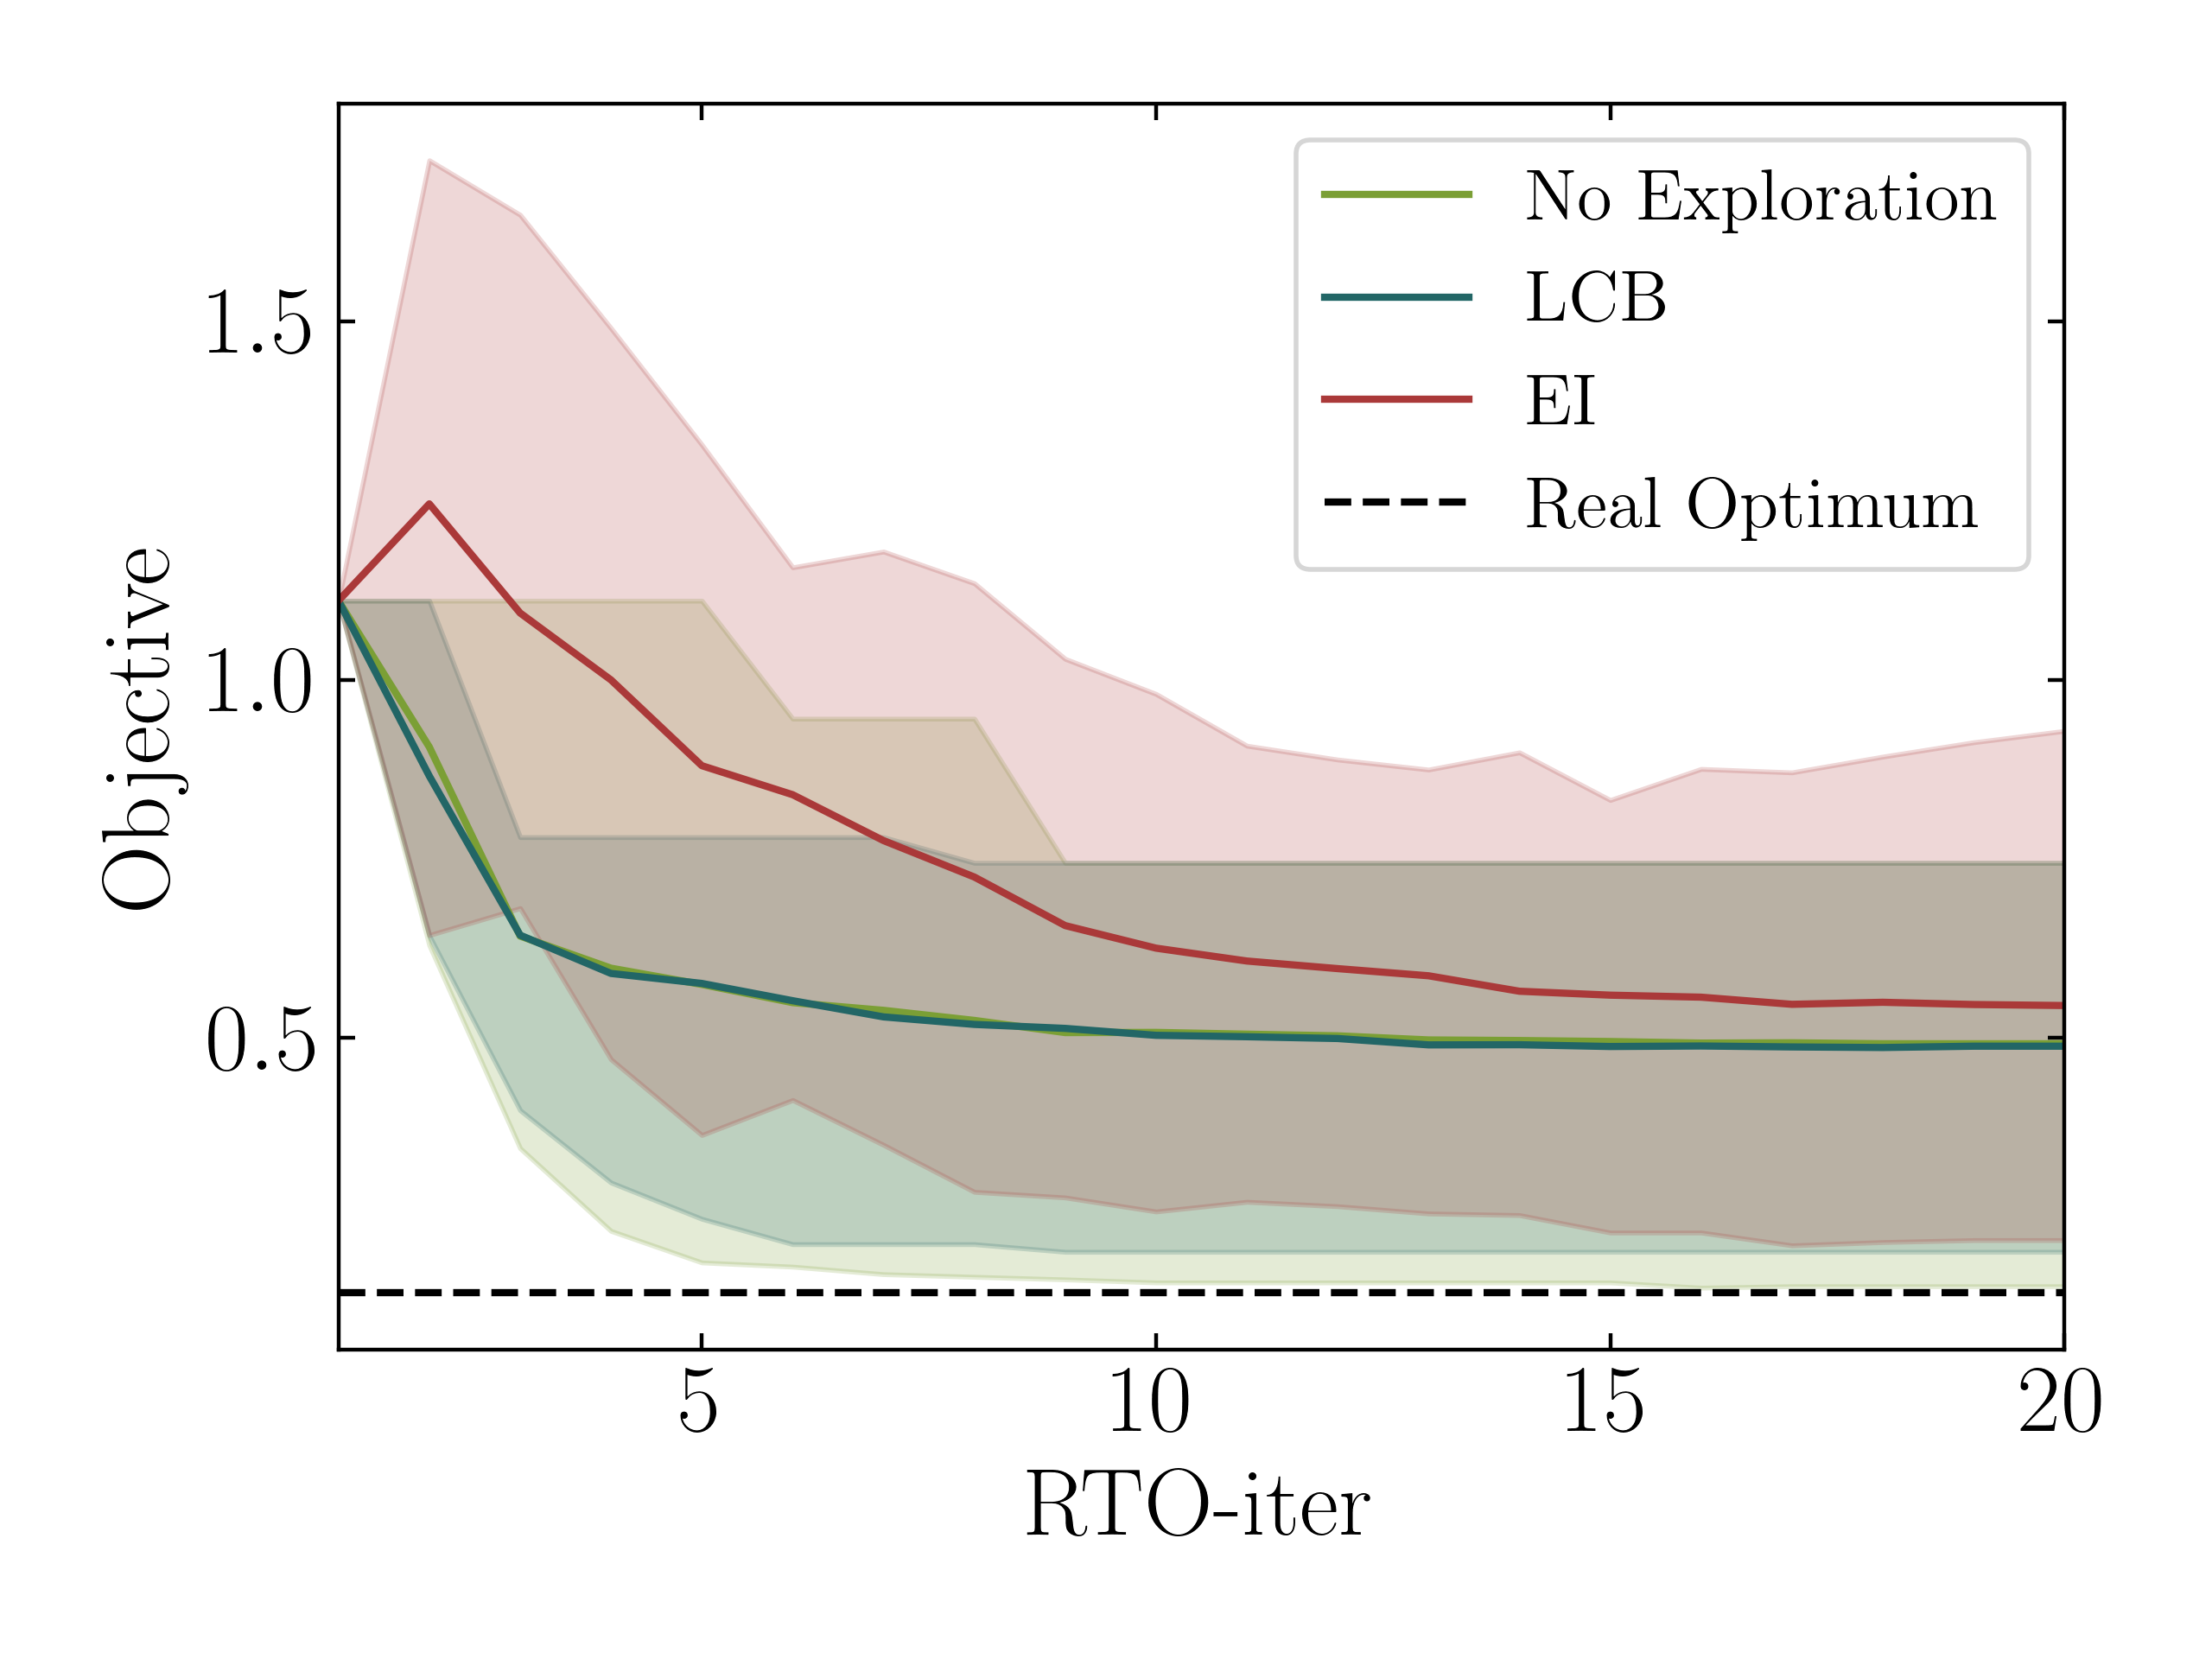 No Exploration
LCB
EI
Real Optimum
Objective
1.5
1.0
0.5
5
10
15
20
RTO-iter